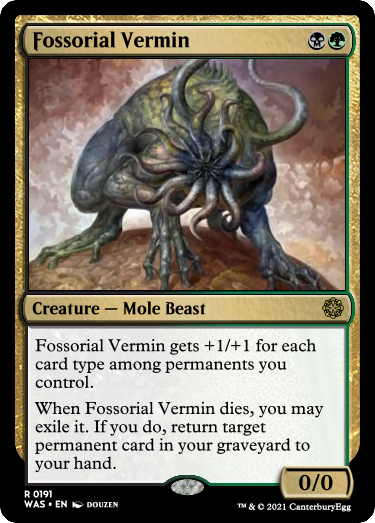 Fossorial Vermin
Creature — Mole Beast
Fossorial Vermin gets +1/+1 for each
card type among permanents you
control.
When Fossorial Vermin dies, you may
exile it. If you do, return target
permanent card in your graveyard to
your hand.
0/0
R 0191
WAS • EN DOUZEN
™ & © 2021 CanterburyEgg